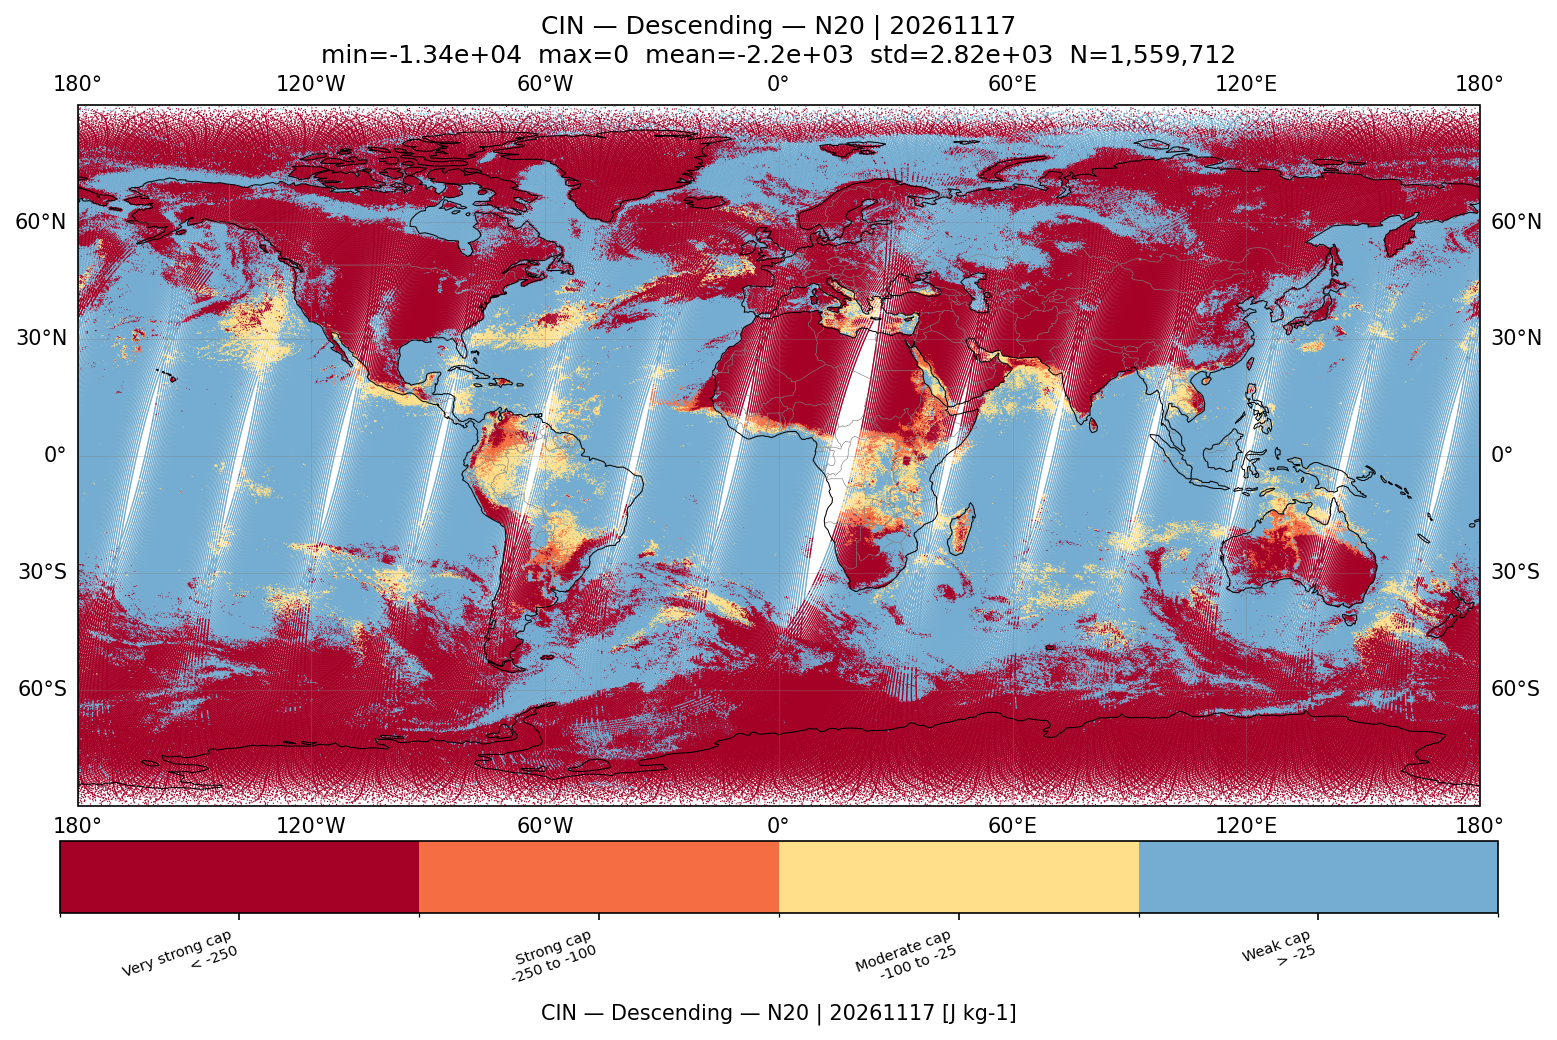 CIN — Descending — N20 | 20261117
min=-1.34e+04  max=0  mean=-2.2e+03  std=2.82e+03  N=1,559,712
180° 120°W 60°W 0° 60°E 120°E 180°
60°N 60°N
30°N 30°N
0° 0°
30°S 30°S
60°S 60°S
180° 120°W 60°W 0° 60°E 120°E 180°
Very strong cap
< -250
Strong cap
-250 to -100
Moderate cap
-100 to -25
Weak cap
> -25
CIN — Descending — N20 | 20261117 [J kg-1]